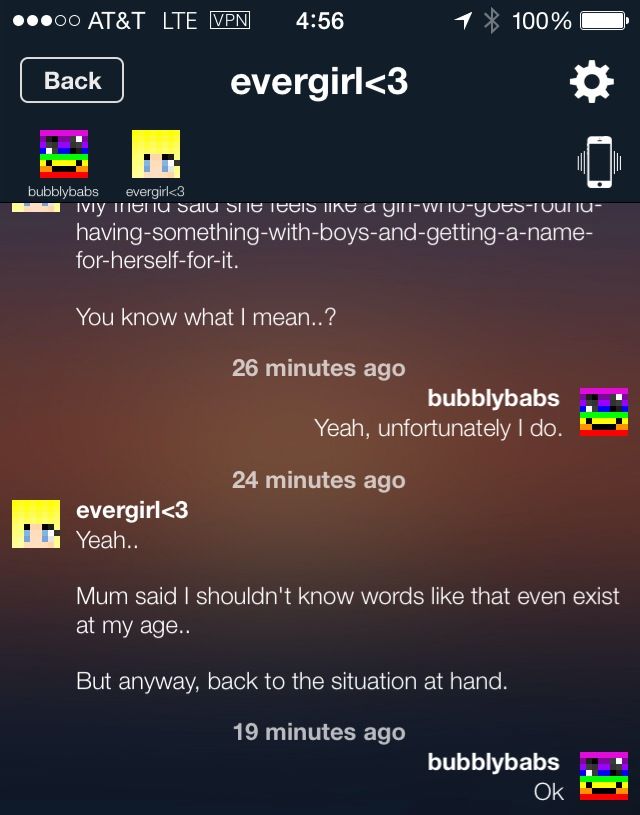 AT&T LTE VPN 4:56 100%
Back evergirl<3
bubblybabs evergirl<3
My friend said she feels like a girl-who-goes-round-
having-something-with-boys-and-getting-a-name-
for-herself-for-it.
You know what I mean..?
26 minutes ago
bubblybabs
Yeah, unfortunately I do.
24 minutes ago
evergirl<3
Yeah..
Mum said I shouldn't know words like that even exist
at my age..
But anyway, back to the situation at hand.
19 minutes ago
bubblybabs
Ok